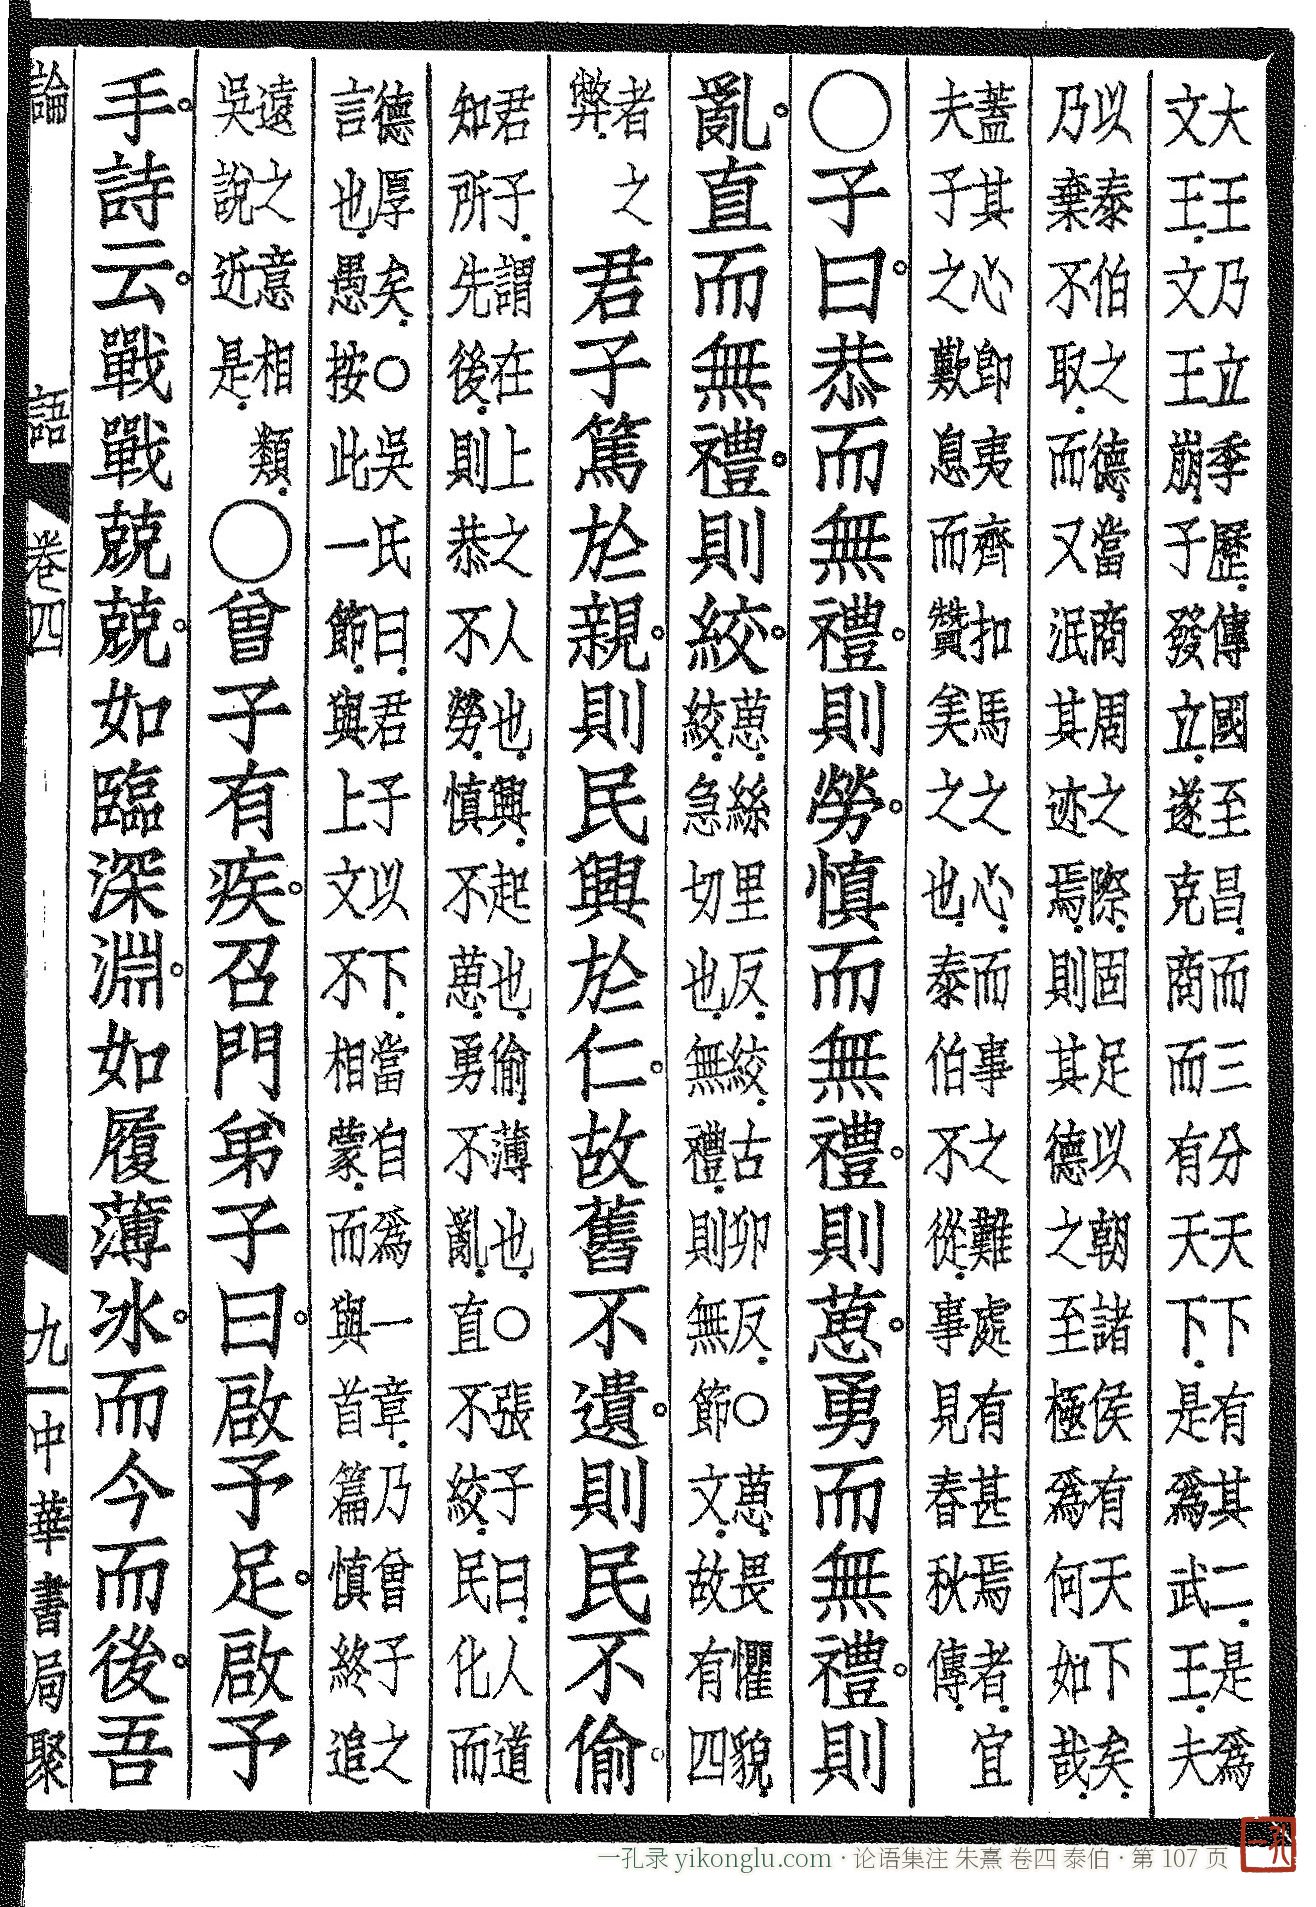 大王乃立季歷。傳國至昌。而三分天下有其二。是爲
文王。文王崩。子發立。遂克商而有天下。是爲武王。夫
以泰伯之德。當商周之際。固足以朝諸侯有天下矣。
乃棄不取。而又泯其迹焉。則其德之至極爲何如哉。
蓋其心卽夷齊扣馬之心。而事之難處有甚焉者。宜
夫子之歎息而贊美之也。泰伯不從。事見春秋傳。
○子曰。恭而無禮。則勞。慎而無禮。則葸。勇而無禮。則
亂。直而無禮。則絞。
葸。絲里反。絞。古卯反。○葸。畏懼貌。
絞。急切也。無禮。則無節文。故有四
者之
弊。
君子篤於親。則民興於仁。故舊不遺。則民不偷。
君子。謂在上之人也。興。起也。偷。薄也。○張子曰。人道
知所先後。則恭不勞。慎不葸。勇不亂。直不絞。民化而
德厚矣。○吳氏曰。君子以下。當自爲一章。乃曾子之
言也。愚按此一節。與上文不相蒙。而與首篇慎終追
遠之意相類。
吳說近是。
○曾子有疾。召門弟子曰。啟予足。啟予
手。詩云。戰戰兢兢。如臨深淵。如履薄冰。而今而後。吾
論語 卷四 九一中華書局聚
一孔录 yikonglu.com · 论语集注 朱熹 卷四 泰伯 · 第 107 页
一孔